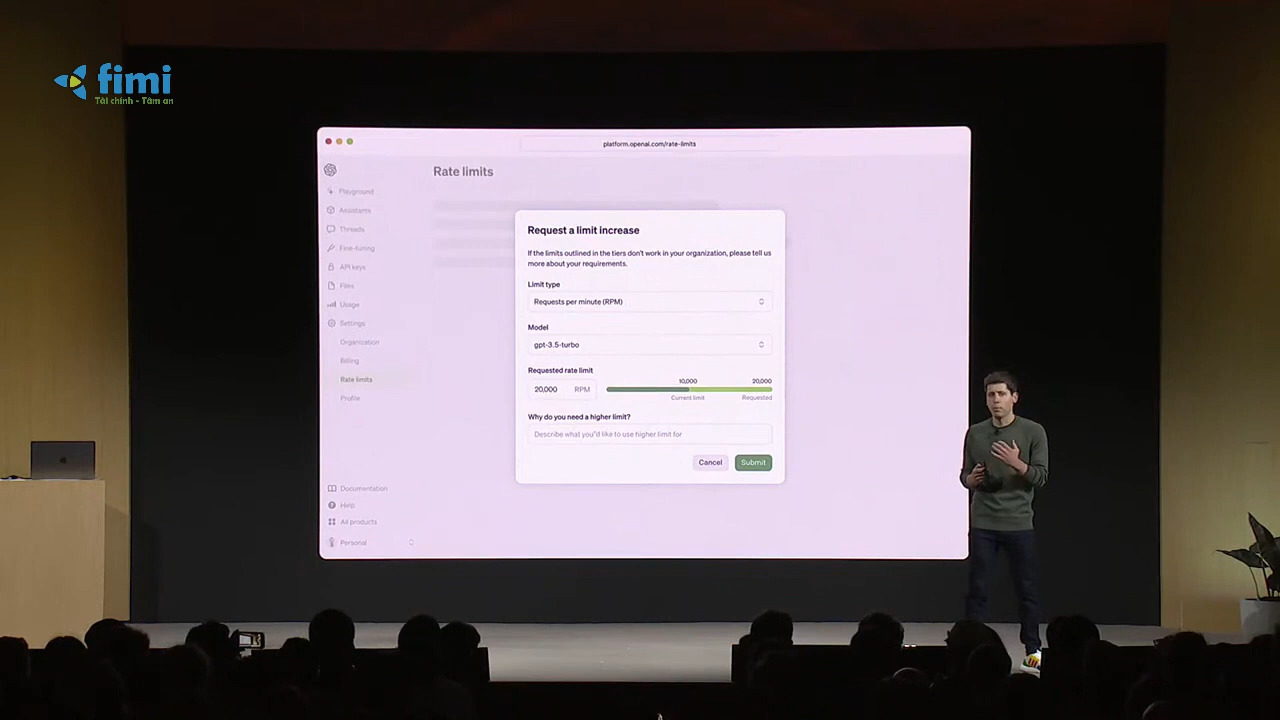 fimi
Tài chính - Tâm an
platform.openai.com/rate-limits
Rate limits
Playground
Assistants
Threads
Fine-tuning
API keys
Files
Usage
Settings
Organization
Billing
Rate limits
Profile
Documentation
Help
All products
Personal
Request a limit increase
If the limits outlined in the tiers don't work in your organization, please tell us
more about your requirements.
Limit type
Requests per minute (RPM)
Model
gpt-3.5-turbo
Requested rate limit
20,000 RPM
10,000 20,000
Current limit Requested
Why do you need a higher limit?
Describe what you"d like to use higher limit for
Cancel Submit